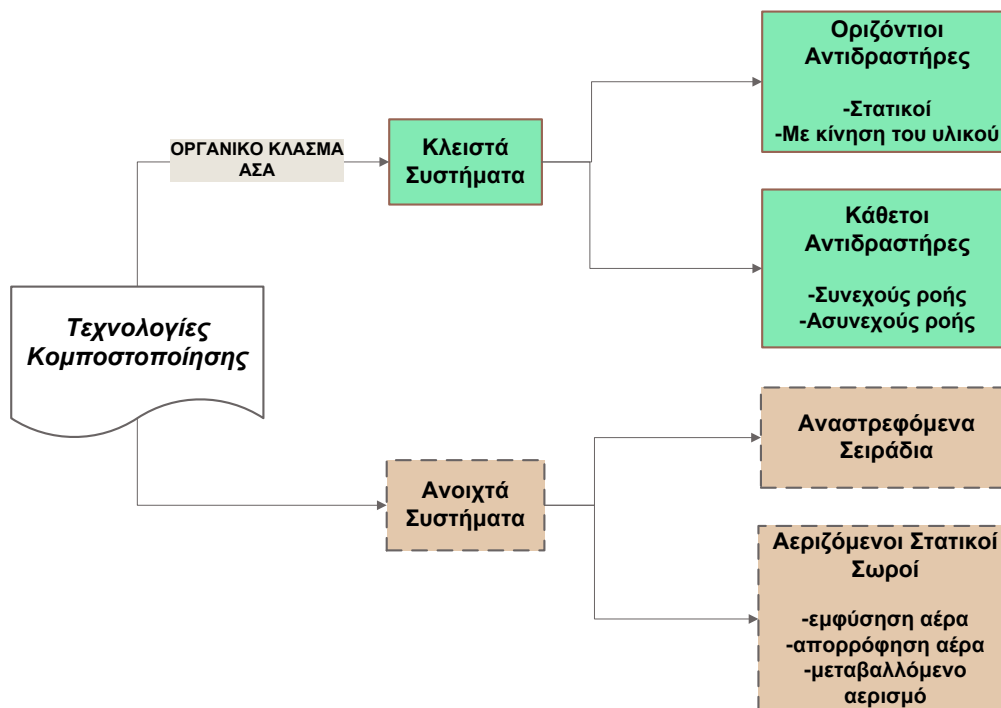 Οριζόντιοι
Αντιδραστήρες
-Στατικοί
-Με κίνηση του υλικού
ΟΡΓΑΝΙΚΟ ΚΛΑΣΜΑ
ΑΣΑ
Κλειστά
Συστήματα
Κάθετοι
Αντιδραστήρες
-Συνεχούς ροής
-Ασυνεχούς ροής
Τεχνολογίες
Κομποστοποίησης
Αναστρεφόμενα
Σειράδια
Ανοιχτά
Συστήματα
Αεριζόμενοι Στατικοί
Σωροί
-εμφύσηση αέρα
-απορρόφηση αέρα
-μεταβαλλόμενο
αερισμό